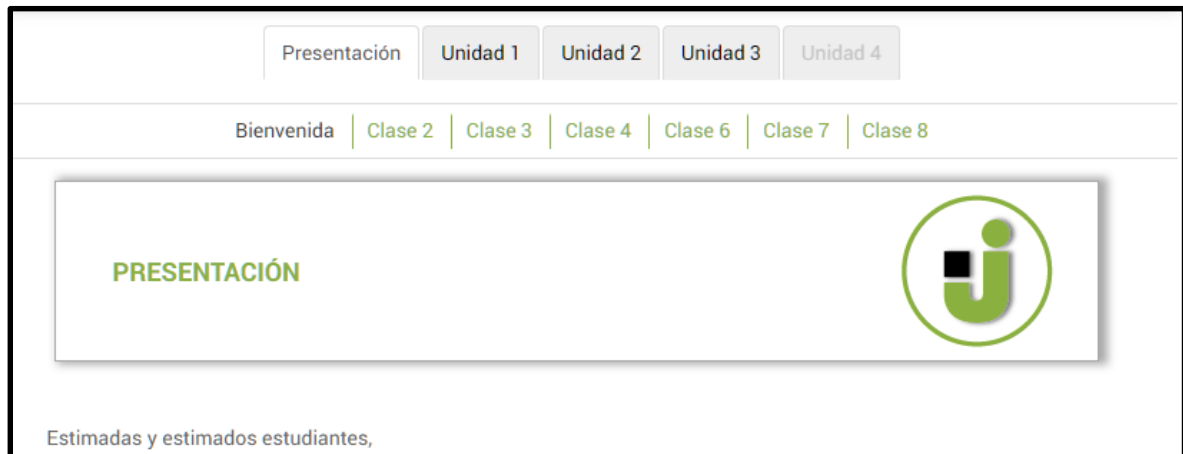 Presentación Unidad 1 Unidad 2 Unidad 3 Unidad 4
Bienvenida Clase 2 Clase 3 Clase 4 Clase 6 Clase 7 Clase 8
PRESENTACIÓN
Estimadas y estimados estudiantes,